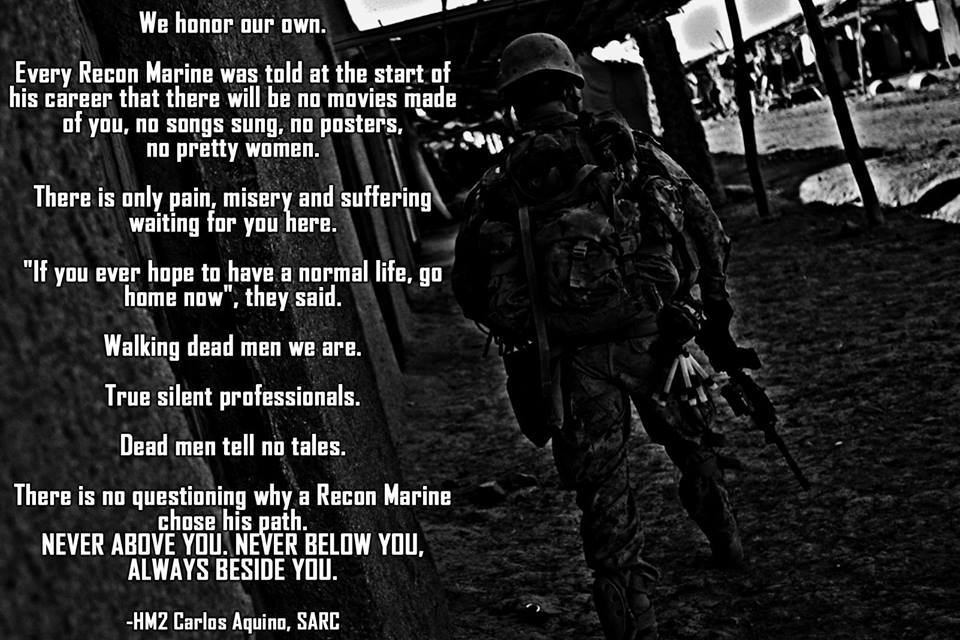 We honor our own.
Every Recon Marine was told at the start of
his career that there will be no movies made
of you, no songs sung, no posters,
no pretty women.
There is only pain, misery and suffering
waiting for you here.
"If you ever hope to have a normal life, go
home now", they said.
Walking dead men we are.
True silent professionals.
Dead men tell no tales.
There is no questioning why a Recon Marine
chose his path.
NEVER ABOVE YOU. NEVER BELOW YOU,
ALWAYS BESIDE YOU.
-HM2 Carlos Aquino, SARC